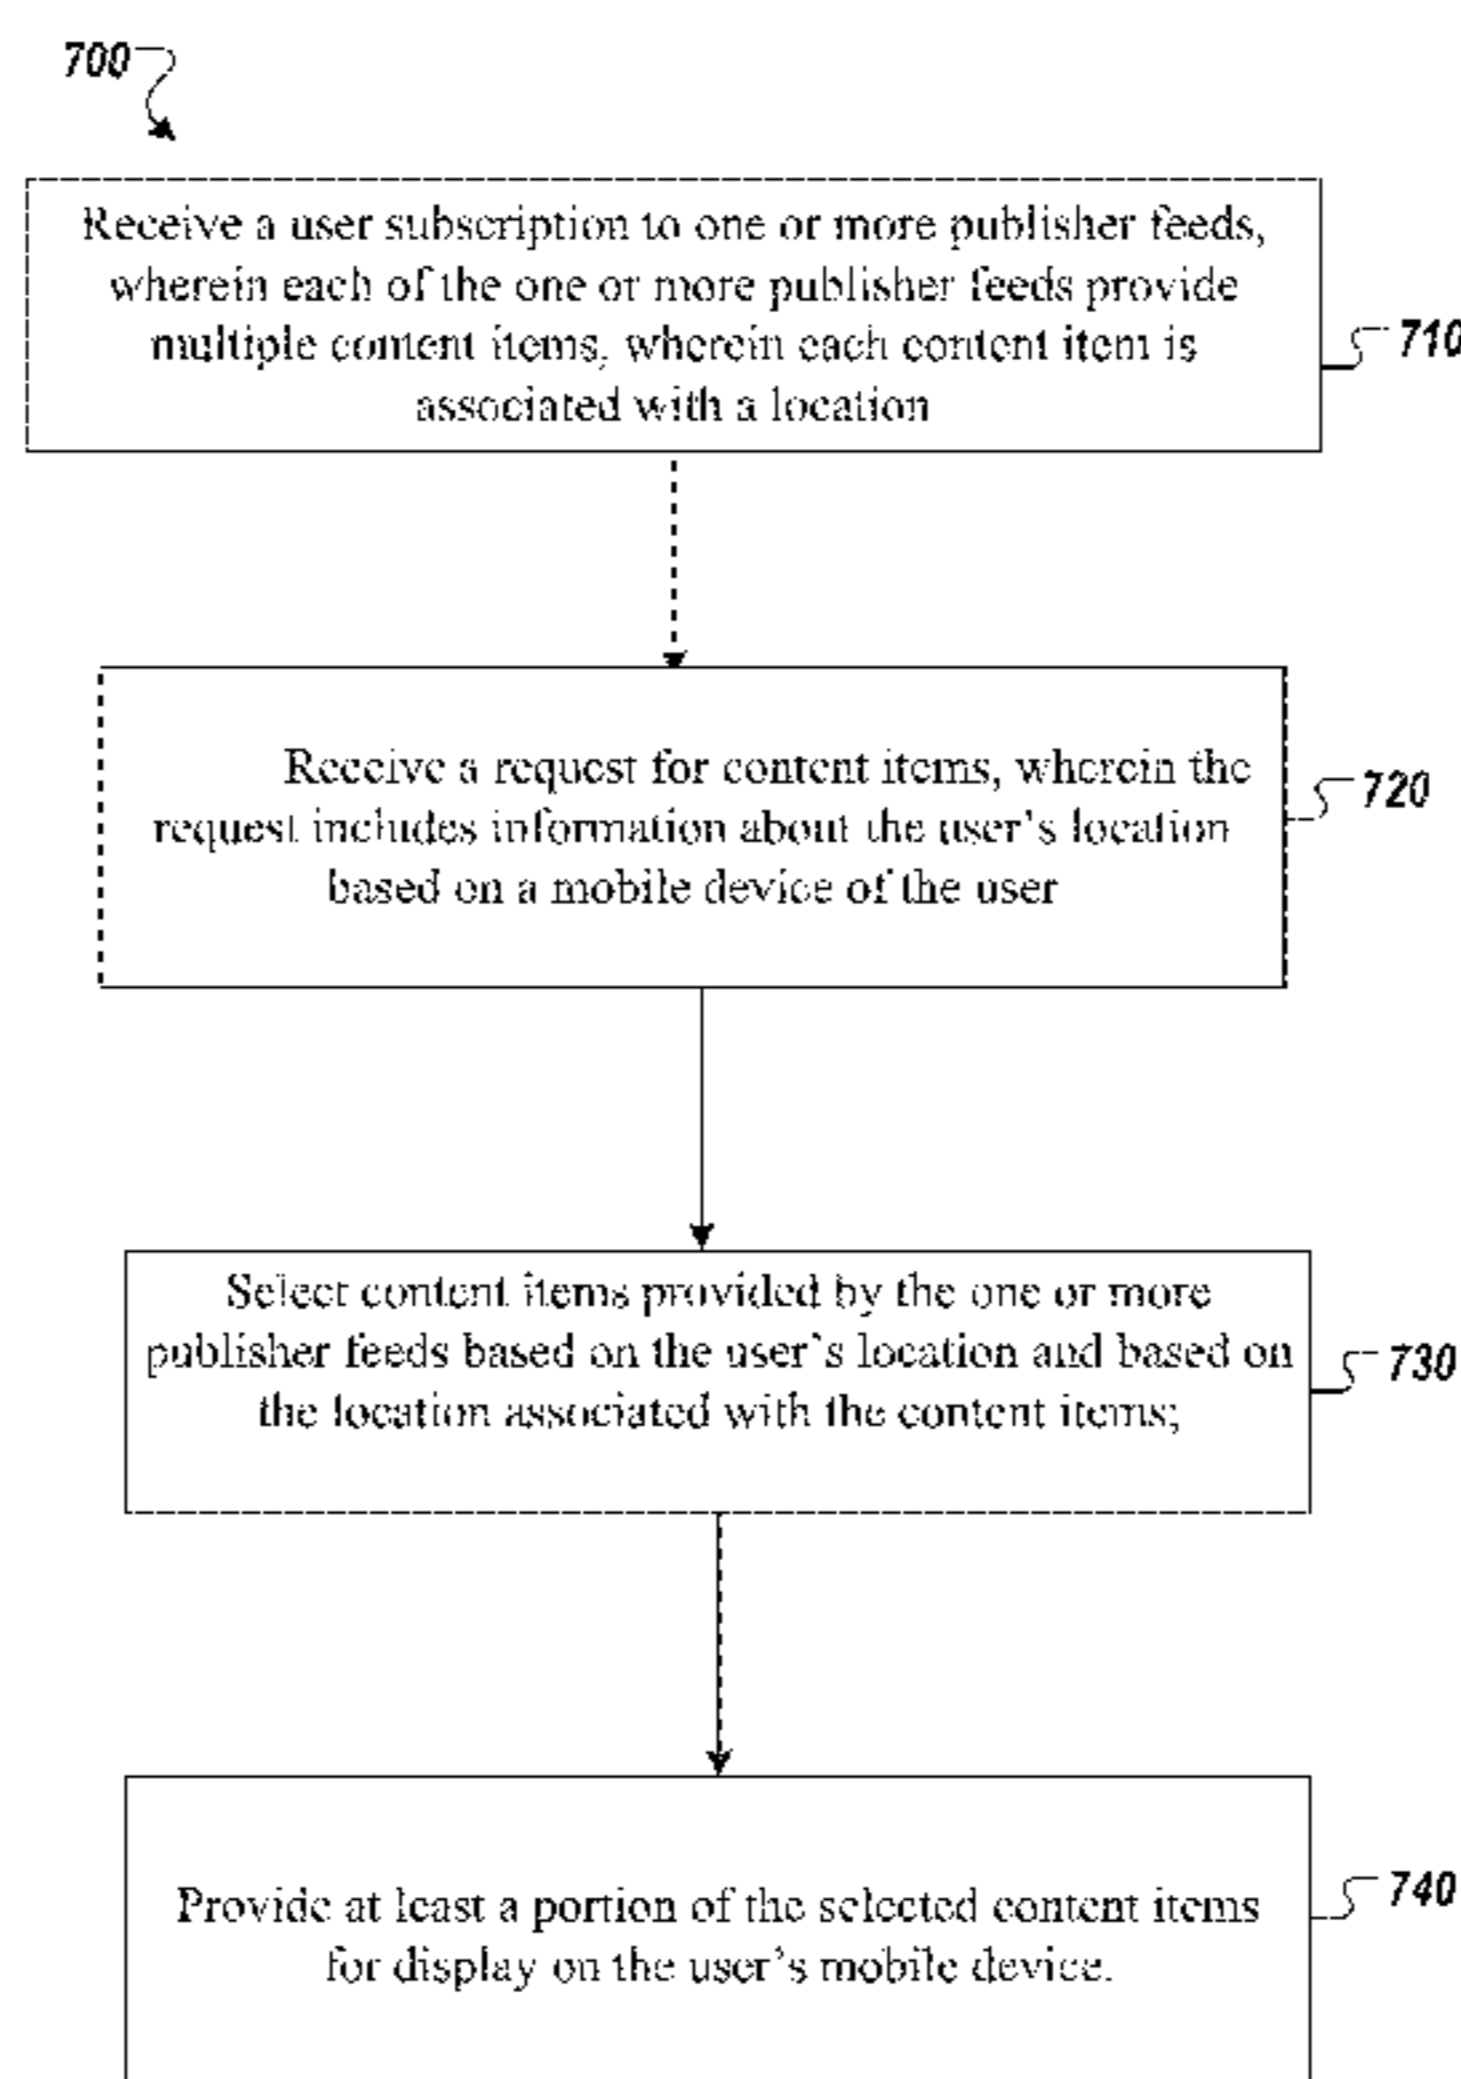 700
Receive a user subscription to one or more publisher feeds,
wherein each of the one or more publisher feeds provide
multiple content items, wherein each content item is
associated with a location
710
Receive a request for content items, wherein the
request includes information about the user's location
based on a mobile device of the user
720
Select content items provided by the one or more
publisher feeds based on the user's location and based on
the location associated with the content items;
730
Provide at least a portion of the selected content items
for display on the user's mobile device.
740